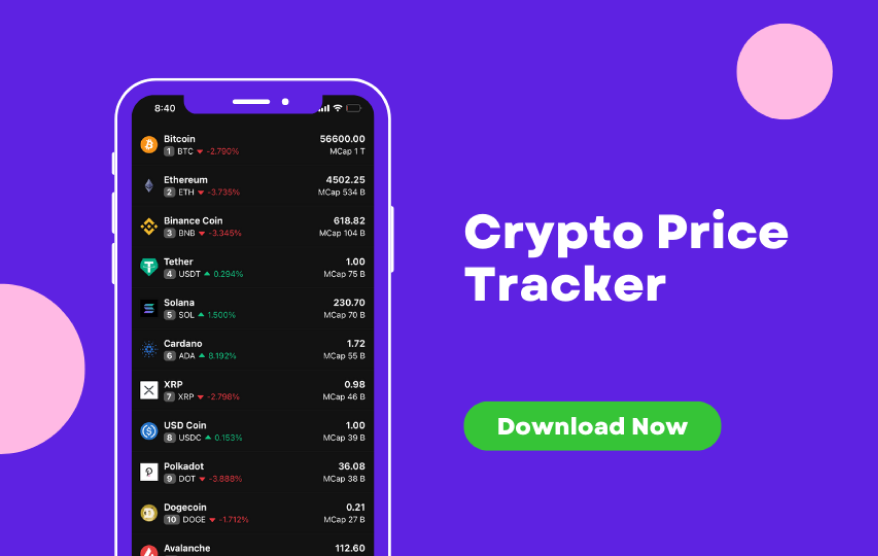 8:40
Bitcoin 56600.00
1 BTC ▼ -2.790% MCap 1 T
Ethereum 4502.25
2 ETH ▼ -3.735% MCap 534 B
Binance Coin 618.82
3 BNB ▼ -3.345% MCap 104 B
Tether 1.00
4 USDT ▲ 0.294% MCap 75 B
Solana 230.70
5 SOL ▲ 1.500% MCap 70 B
Cardano 1.72
6 ADA ▲ 8.192% MCap 55 B
XRP 0.98
7 XRP ▼ -2.798% MCap 46 B
USD Coin 1.00
8 USDC ▲ 0.153% MCap 39 B
Polkadot 36.08
9 DOT ▼ -3.888% MCap 38 B
Dogecoin 0.21
10 DOGE ▼ -1.712% MCap 27 B
Avalanche 112.60
Crypto Price
Tracker
Download Now